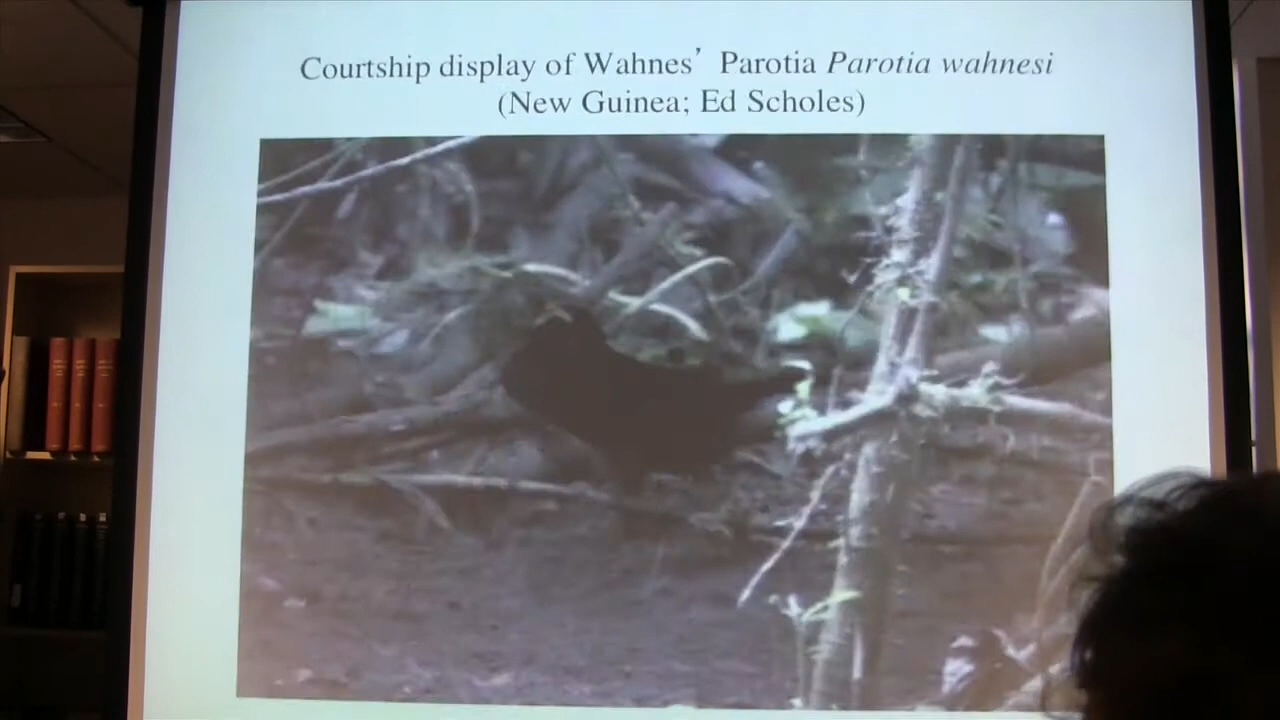 Courtship display of Wahnes’ Parotia Parotia wahnesi
(New Guinea; Ed Scholes)